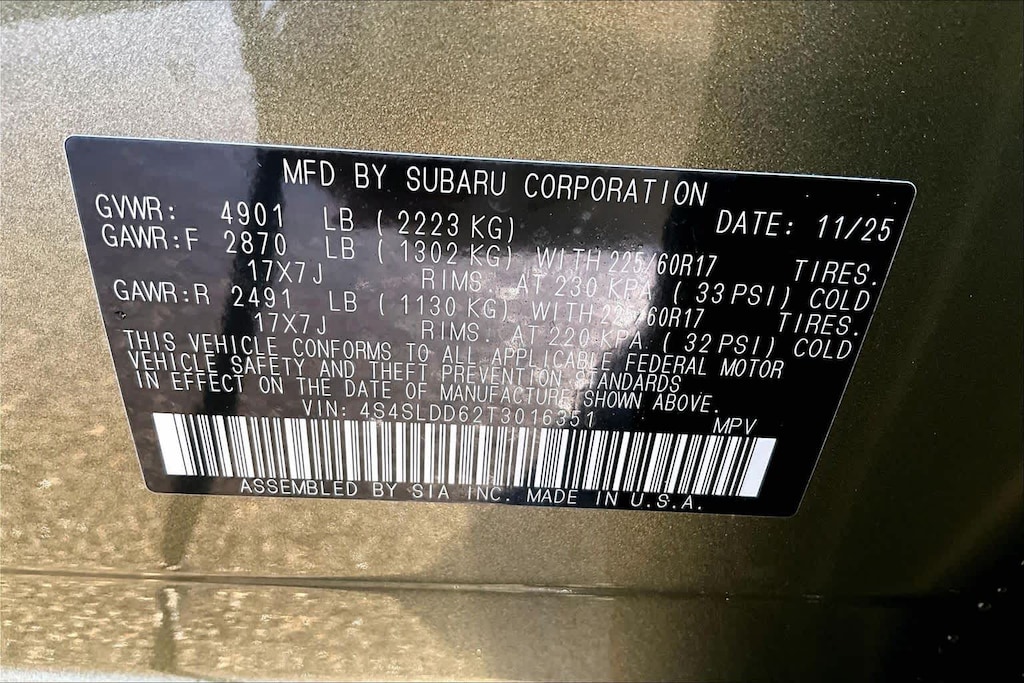 MFD BY SUBARU CORPORATION
GVWR: 4901 LB ( 2223 KG) DATE: 11/25
GAWR:F 2870 LB ( 1302 KG) WITH 225/60R17 TIRES.
17X7J RIMS. AT 230 KPA ( 33 PSI) COLD
GAWR:R 2491 LB ( 1130 KG) WITH 225/60R17 TIRES.
17X7J RIMS. AT 220 KPA. ( 32 PSI) COLD
THIS VEHICLE CONFORMS TO ALL APPLICABLE FEDERAL MOTOR
VEHICLE SAFETY AND THEFT PREVENTION STANDARDS
IN EFFECT ON THE DATE OF MANUFACTURE SHOWN ABOVE.
VIN: 4S4SLDD62T3016351 MPV
ASSEMBLED BY SIA INC. MADE IN U.S.A.